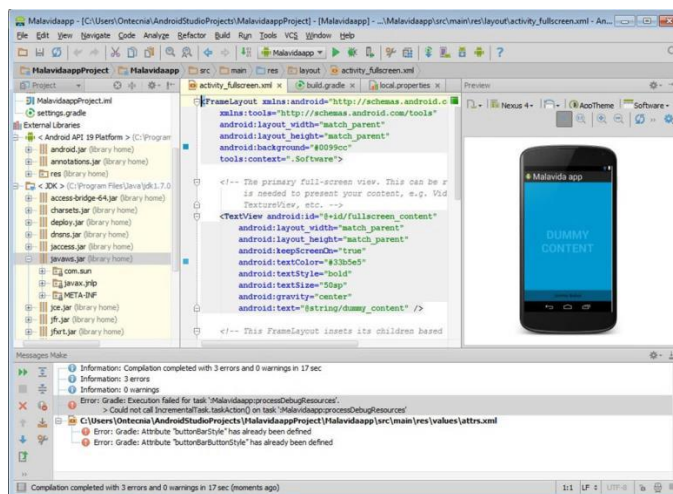 Malavidaapp - [C:\Users\Ontecnia\AndroidStudioProjects\MalavidaappProject] - [Malavidaapp] - ...\Malavidaapp\src\main\res\layout\activity_fullscreen.xml - An...
File Edit View Navigate Code Analyze Refactor Build Run Tools VCS Window Help
Malavidaapp
MalavidaappProject Malavidaapp src main res layout activity_fullscreen.xml
Project
activity_fullscreen.xml build.gradle local.properties
Preview
MalavidaappProject.iml
settings.gradle
External Libraries
< Android API 19 Platform > (C:\Program
android.jar (library home)
annotations.jar (library home)
res (library home)
< JDK > (C:\Program Files\Java\jdk1.7.0
access-bridge-64.jar (library home)
charsets.jar (library home)
deploy.jar (library home)
dnsns.jar (library home)
jaccess.jar (library home)
javaws.jar (library home)
com.sun
javax.jnlp
META-INF
jce.jar (library home)
jfr.jar (library home)
jfxrt.jar (library home)
<FrameLayout xmlns:android="http://schemas.android.c
xmlns:tools="http://schemas.android.com/tools"
android:layout_width="match_parent"
android:layout_height="match_parent"
android:background="#0099cc"
tools:context=".Software">
<!-- The primary full-screen view. This can be r
is needed to present your content, e.g. Vid
TextureView, etc. -->
<TextView android:id="@+id/fullscreen_content"
android:layout_width="match_parent"
android:layout_height="match_parent"
android:keepScreenOn="true"
android:textColor="#33b5e5"
android:textStyle="bold"
android:textSize="50sp"
android:gravity="center"
android:text="@string/dummy_content" />
<!-- This FrameLayout insets its children based
Nexus 4 AppTheme Software
Malavida app
DUMMY
CONTENT
Messages Make
Information: Compilation completed with 3 errors and 0 warnings in 17 sec
Information: 3 errors
Information: 0 warnings
Error: Gradle: Execution failed for task ':Malavidaapp:processDebugResources'.
> Could not call IncrementalTask.taskAction() on task ':Malavidaapp:processDebugResources'
C:\Users\Ontecnia\AndroidStudioProjects\MalavidaappProject\Malavidaapp\src\main\res\values\attrs.xml
Error: Gradle: Attribute "buttonBarStyle" has already been defined
Error: Gradle: Attribute "buttonBarButtonStyle" has already been defined
Compilation completed with 3 errors and 0 warnings in 17 sec (moments ago)
1:1 LF UTF-8